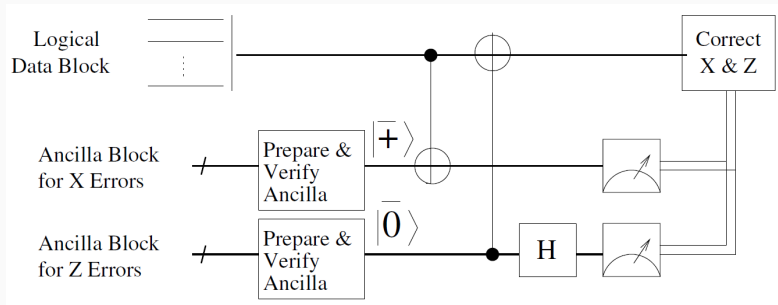 Logical
Data Block
Correct
X & Z
Ancilla Block
for X Errors
Prepare &
Verify
Ancilla
|+̅⟩
Ancilla Block
for Z Errors
Prepare &
Verify
Ancilla
|0̅⟩
H